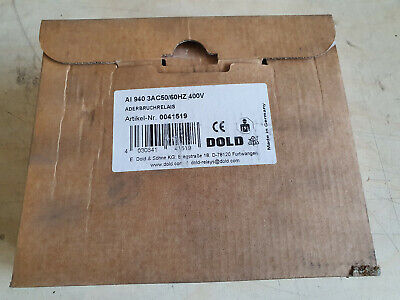 AI 940 3AC50/60HZ 400V
ADERBRUCHRELAIS
Artikel-Nr. 0041519
CE
DOLD
Made in Germany
4 030641 41519
E. Dold & Söhne KG, Bregstraße 18, D-78120 Furtwangen
www.dold.com dold-relays@dold.com